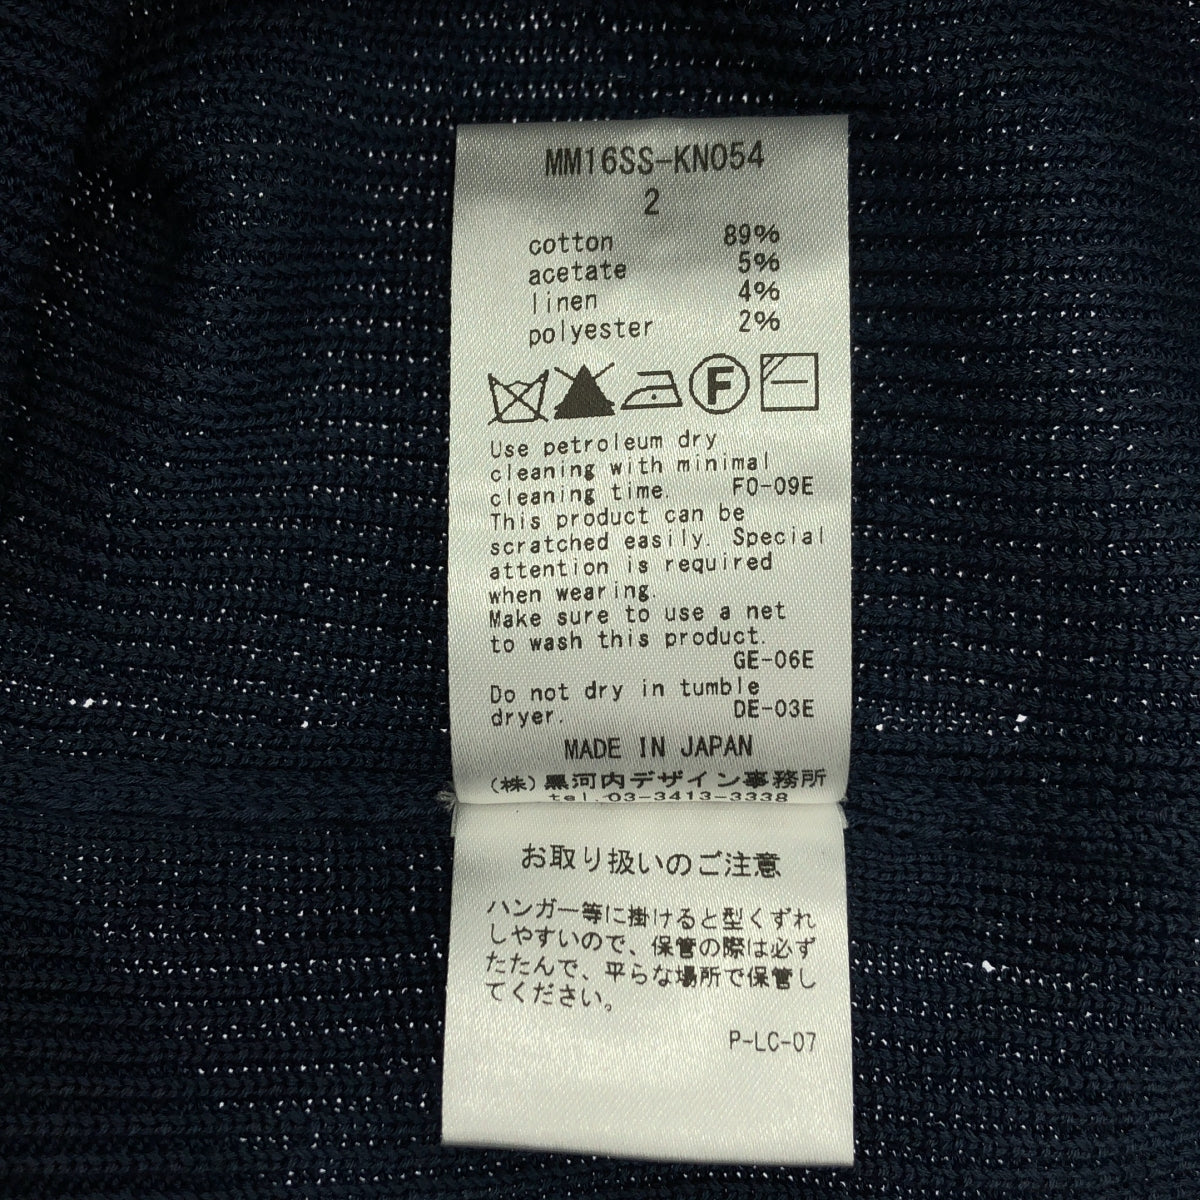 MM16SS-KN054
2
cotton 89%
acetate 5%
linen 4%
polyester 2%
F
Use petroleum dry
cleaning with minimal
cleaning time. FO-09E
This product can be
scratched easily. Special
attention is required
when wearing.
Make sure to use a net
to wash this product.
GE-06E
Do not dry in tumble
dryer. DE-03E
MADE IN JAPAN
(株)黒河内デザイン事務所
tel.03-3413-3338
お取り扱いのご注意
ハンガー等に掛けると型くずれ
しやすいので、保管の際は必ず
たたんで、平らな場所で保管し
てください。
P-LC-07